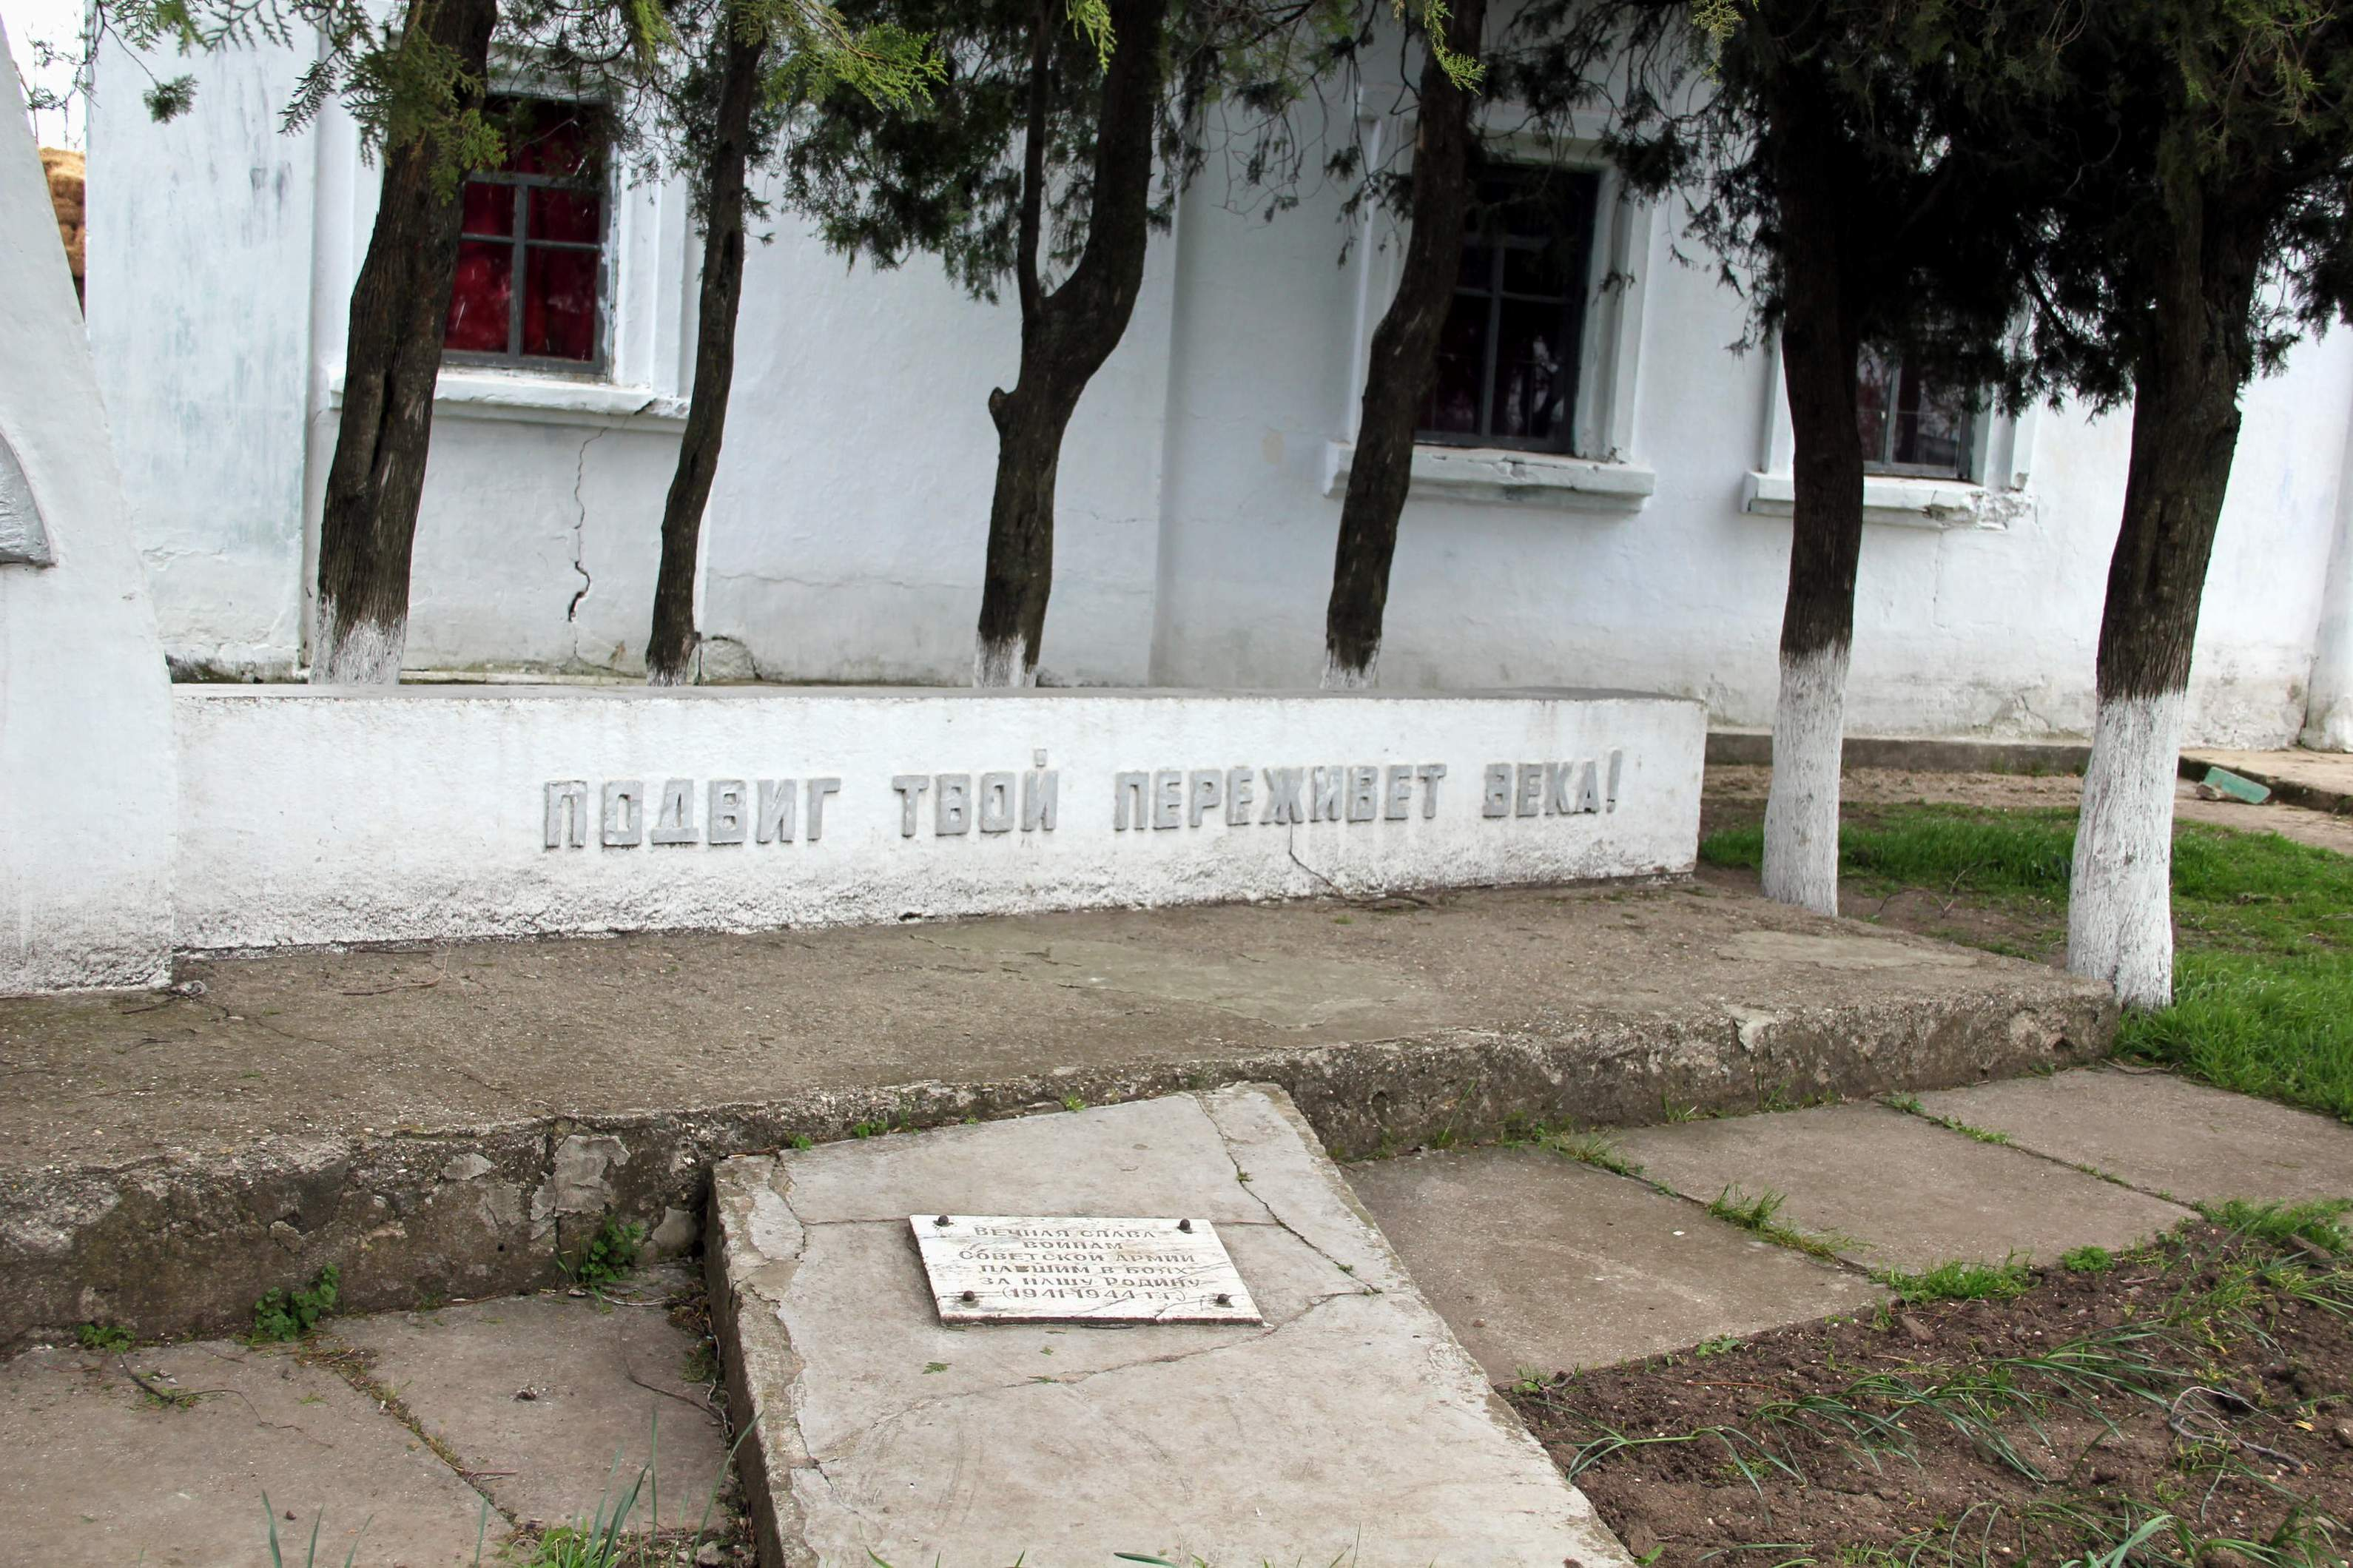 ПОДВИГ ТВОЙ ПЕРЕЖИВЕТ ВЕКА!
ВЕЧНАЯ СЛАВА
ВОИНАМ
СОВЕТСКОЙ АРМИИ
ПАВШИМ В БОЯХ
ЗА НАШУ РОДИНУ
(1941-1944 Г.Г.)